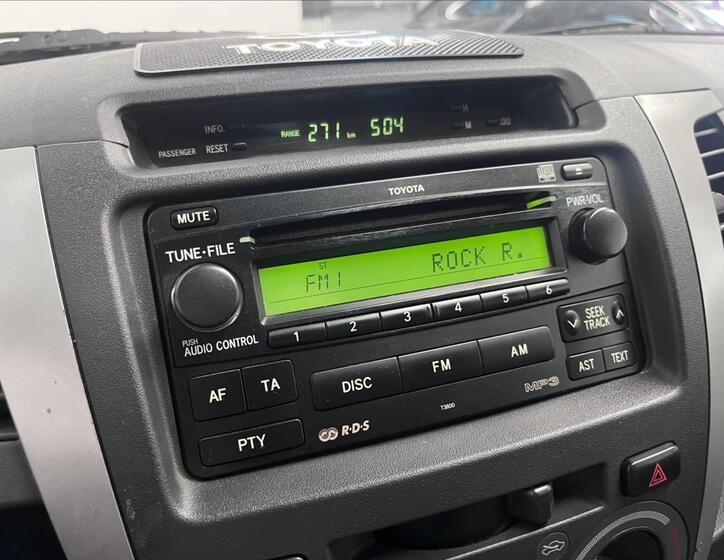 TOYOTA
INFO.
RANGE 271 km 504
H
M
:00
PASSENGER
RESET
TOYOTA
MUTE
PWR·VOL
TUNE·FILE
ST
FM1 ROCK R.
1 2 3 4 5 6
PUSH
AUDIO CONTROL
SEEK
TRACK
AF TA DISC FM AM AST TEXT
PTY R·D·S T3800 MP3